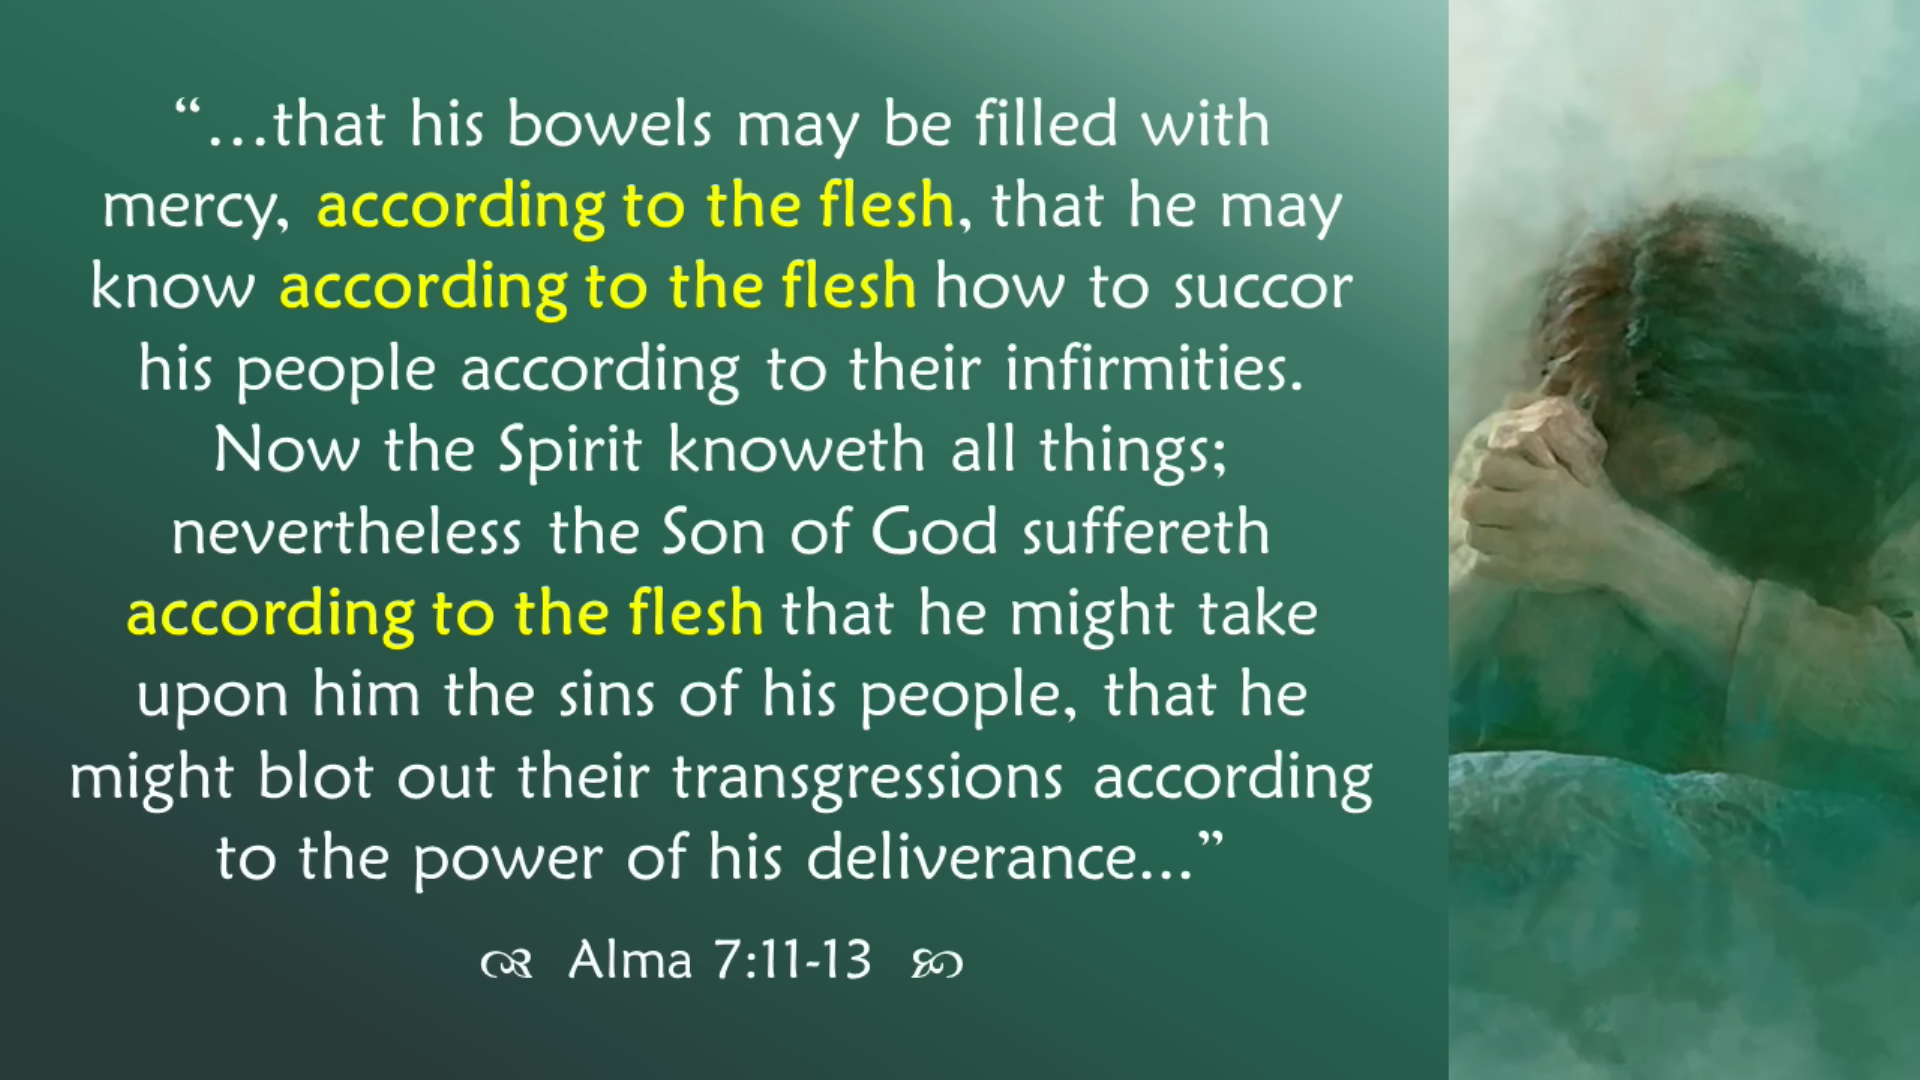 “…that his bowels may be filled with
mercy, according to the flesh, that he may
know according to the flesh how to succor
his people according to their infirmities.
Now the Spirit knoweth all things;
nevertheless the Son of God suffereth
according to the flesh that he might take
upon him the sins of his people, that he
might blot out their transgressions according
to the power of his deliverance…”
Alma 7:11-13